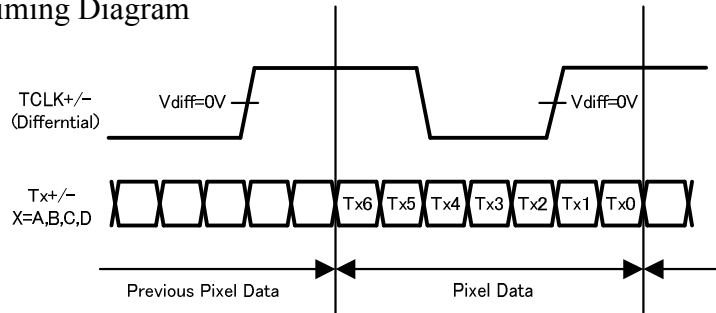 iming Diagram
TCLK+/-
(Differntial)
Vdiff=0V
Vdiff=0V
Tx+/-
X=A,B,C,D
Tx6 Tx5 Tx4 Tx3 Tx2 Tx1 Tx0
Previous Pixel Data
Pixel Data